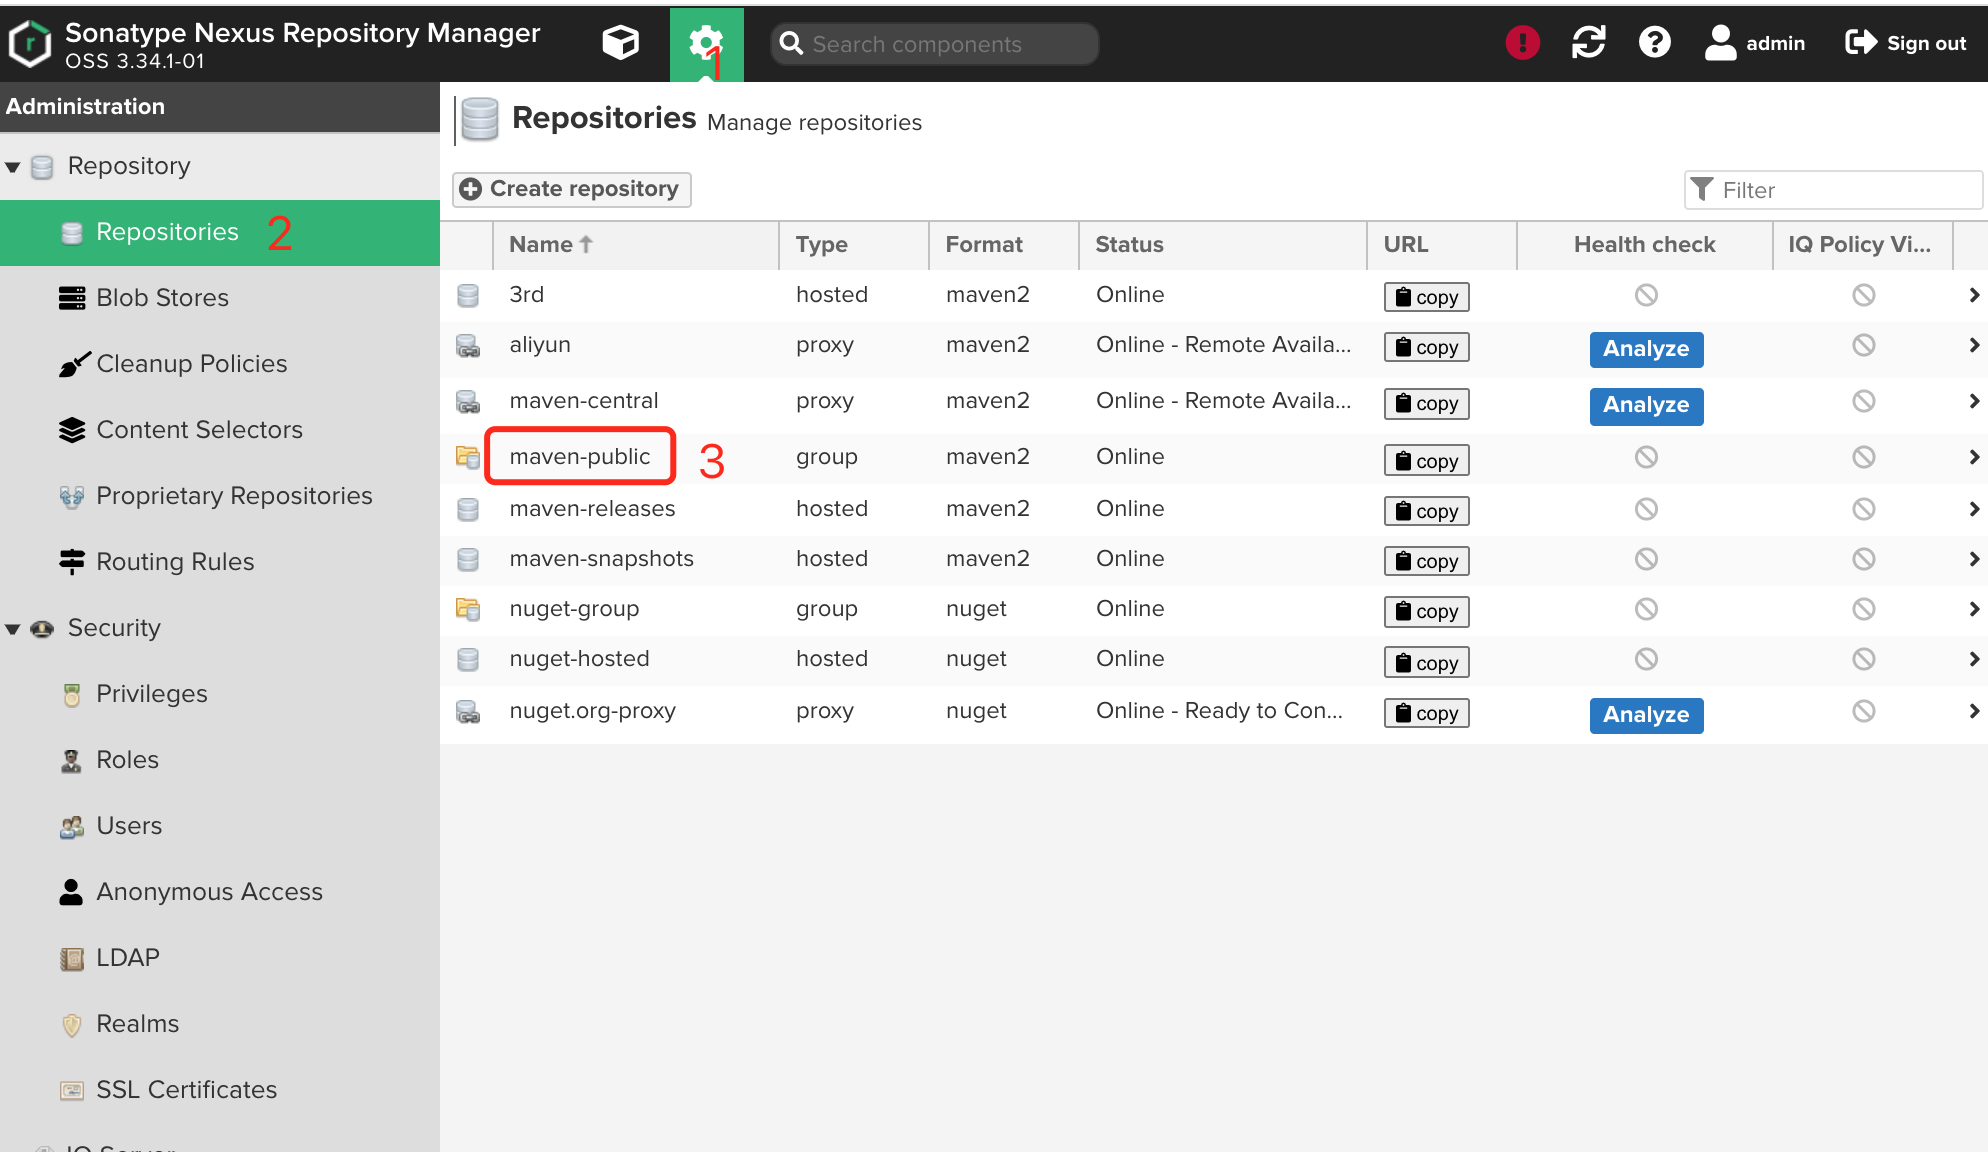 Sonatype Nexus Repository Manager
OSS 3.34.1-01
1
Search components
admin
Sign out
Administration
Repository
Repositories 2
Blob Stores
Cleanup Policies
Content Selectors
Proprietary Repositories
Routing Rules
Security
Privileges
Roles
Users
Anonymous Access
LDAP
Realms
SSL Certificates
IQ Server
Repositories Manage repositories
Create repository
Filter
Name Type Format Status URL Health check IQ Policy Vi...
3rd hosted maven2 Online copy
aliyun proxy maven2 Online - Remote Availa... copy Analyze
maven-central proxy maven2 Online - Remote Availa... copy Analyze
maven-public 3 group maven2 Online copy
maven-releases hosted maven2 Online copy
maven-snapshots hosted maven2 Online copy
nuget-group group nuget Online copy
nuget-hosted hosted nuget Online copy
nuget.org-proxy proxy nuget Online - Ready to Con... copy Analyze